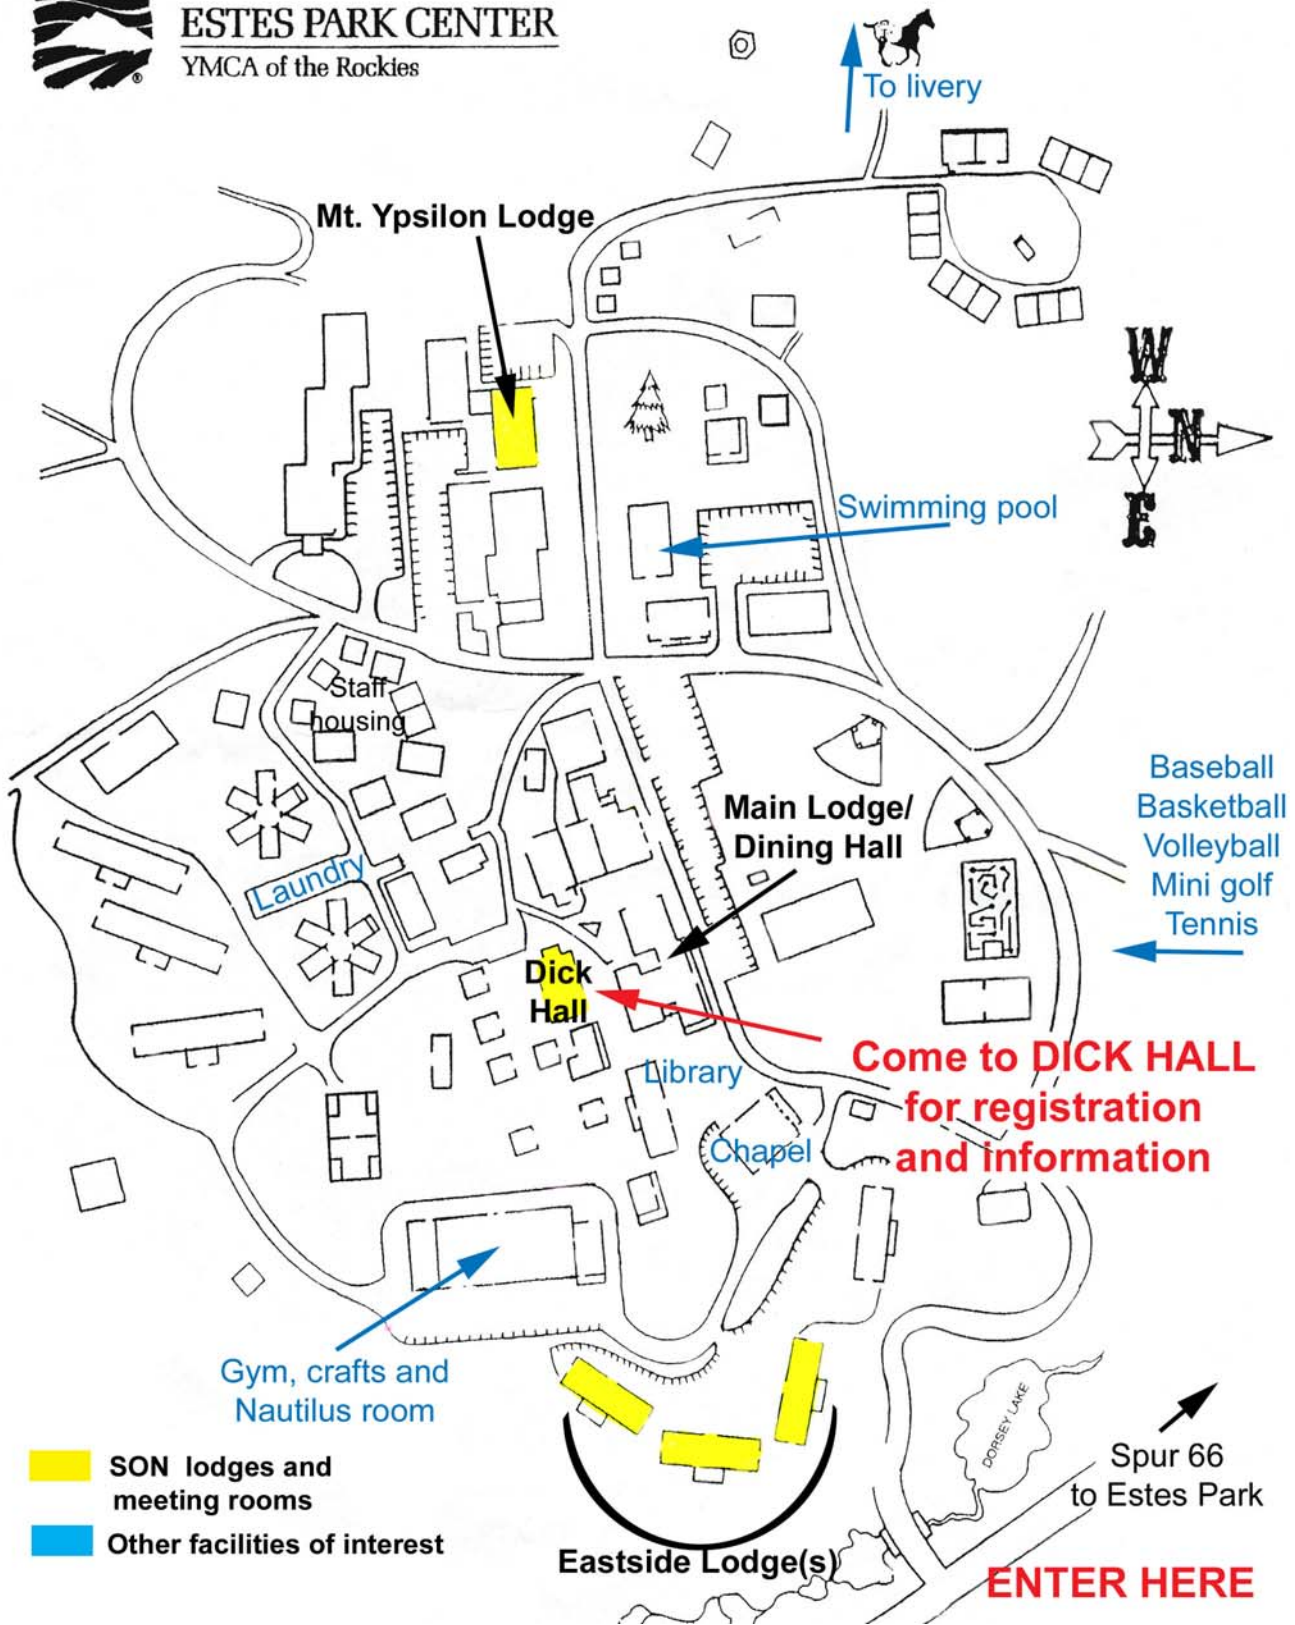 ESTES PARK CENTER
YMCA of the Rockies
®
To livery
Mt. Ypsilon Lodge
W
N
E
Swimming pool
Staff
housing
Baseball
Basketball
Volleyball
Mini golf
Tennis
Main Lodge/
Dining Hall
Laundry
Dick
Hall
Come to DICK HALL
for registration
and information
Library
Chapel
Gym, crafts and
Nautilus room
DORSEY LAKE
Spur 66
to Estes Park
SON lodges and
meeting rooms
Other facilities of interest
Eastside Lodge(s)
ENTER HERE